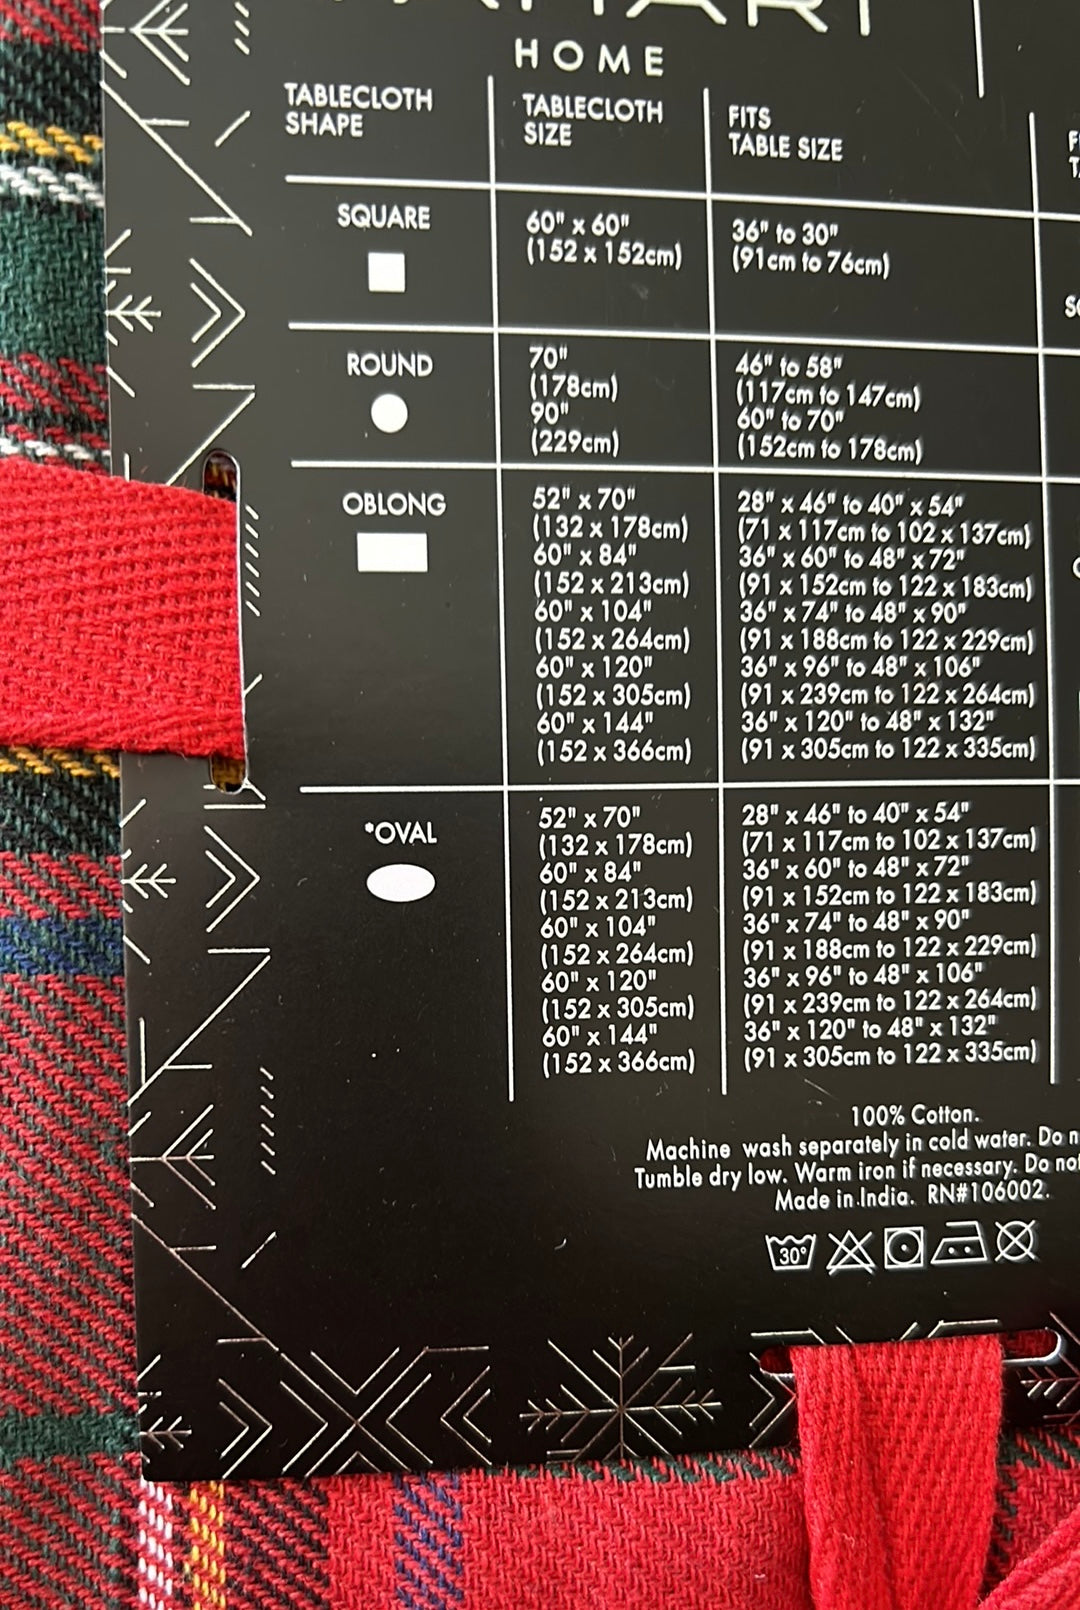 HOME
TABLECLOTH
SHAPE
TABLECLOTH
SIZE
FITS
TABLE SIZE
SQUARE
60" x 60"
(152 x 152cm)
36" to 30"
(91cm to 76cm)
ROUND
70"
(178cm)
90"
(229cm)
46" to 58"
(117cm to 147cm)
60" to 70"
(152cm to 178cm)
OBLONG
52" x 70"
(132 x 178cm)
60" x 84"
(152 x 213cm)
60" x 104"
(152 x 264cm)
60" x 120"
(152 x 305cm)
60" x 144"
(152 x 366cm)
28" x 46" to 40" x 54"
(71 x 117cm to 102 x 137cm)
36" x 60" to 48" x 72"
(91 x 152cm to 122 x 183cm)
36" x 74" to 48" x 90"
(91 x 188cm to 122 x 229cm)
36" x 96" to 48" x 106"
(91 x 239cm to 122 x 264cm)
36" x 120" to 48" x 132"
(91 x 305cm to 122 x 335cm)
*OVAL
52" x 70"
(132 x 178cm)
60" x 84"
(152 x 213cm)
60" x 104"
(152 x 264cm)
60" x 120"
(152 x 305cm)
60" x 144"
(152 x 366cm)
28" x 46" to 40" x 54"
(71 x 117cm to 102 x 137cm)
36" x 60" to 48" x 72"
(91 x 152cm to 122 x 183cm)
36" x 74" to 48" x 90"
(91 x 188cm to 122 x 229cm)
36" x 96" to 48" x 106"
(91 x 239cm to 122 x 264cm)
36" x 120" to 48" x 132"
(91 x 305cm to 122 x 335cm)
100% Cotton.
Machine wash separately in cold water. Do
Tumble dry low. Warm iron if necessary. Do not
Made in India. RN#106002.
30°